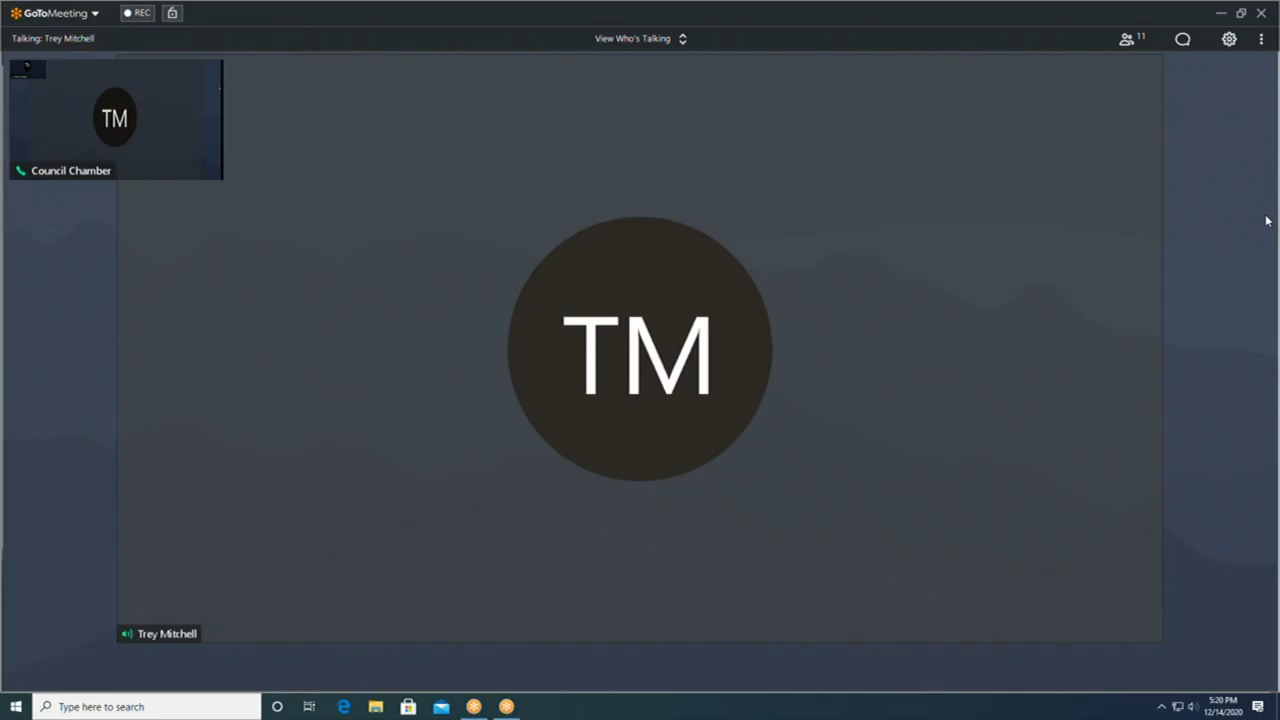 GoToMeeting
REC
Talking: Trey Mitchell
View Who's Talking
11
TM
Council Chamber
TM
Trey Mitchell
Type here to search
5:20 PM
12/14/2020